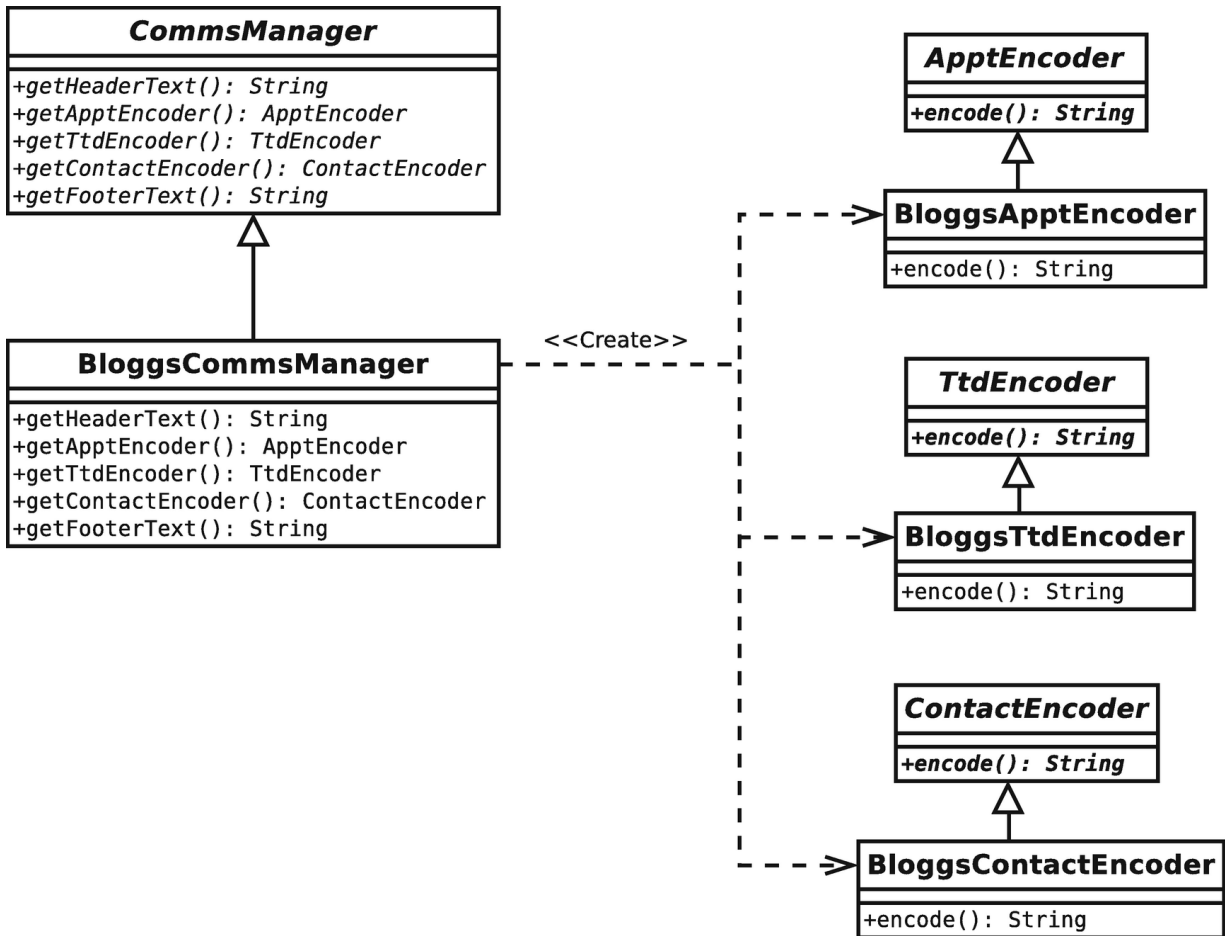 CommsManager
+getHeaderText(): String
+getApptEncoder(): ApptEncoder
+getTtdEncoder(): TtdEncoder
+getContactEncoder(): ContactEncoder
+getFooterText(): String
BloggsCommsManager
+getHeaderText(): String
+getApptEncoder(): ApptEncoder
+getTtdEncoder(): TtdEncoder
+getContactEncoder(): ContactEncoder
+getFooterText(): String
<<Create>>
ApptEncoder
+encode(): String
BloggsApptEncoder
+encode(): String
TtdEncoder
+encode(): String
BloggsTtdEncoder
+encode(): String
ContactEncoder
+encode(): String
BloggsContactEncoder
+encode(): String